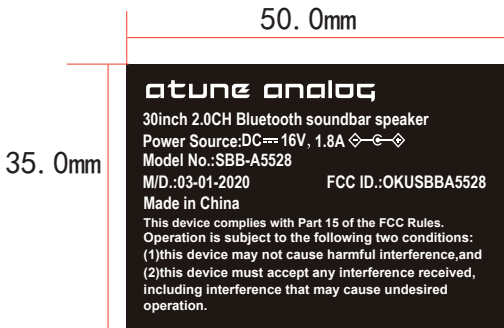 50.0mm
35.0mm
atune analog
30inch 2.0CH Bluetooth soundbar speaker
Power Source:DC⎓16V, 1.8A
Model No.:SBB-A5528
M/D.:03-01-2020 FCC ID.:OKUSBBA5528
Made in China
This device complies with Part 15 of the FCC Rules.
Operation is subject to the following two conditions:
(1)this device may not cause harmful interference,and
(2)this device must accept any interference received,
including interference that may cause undesired
operation.